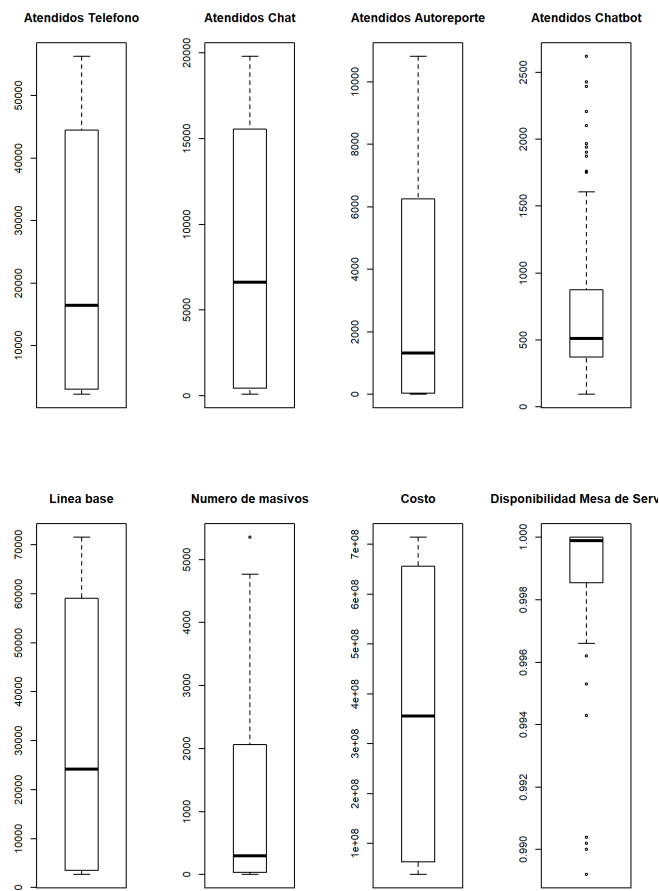 Atendidos Telefono
10000
20000
30000
40000
50000
Atendidos Chat
0
5000
10000
15000
20000
Atendidos Autoreporte
0
2000
4000
6000
8000
10000
Atendidos Chatbot
0
500
1000
1500
2000
2500
Linea base
0
10000
20000
30000
40000
50000
60000
70000
Numero de masivos
0
1000
2000
3000
4000
5000
Costo
1e+08
2e+08
3e+08
4e+08
5e+08
6e+08
7e+08
Disponibilidad Mesa de Serv
0.990
0.992
0.994
0.996
0.998
1.000